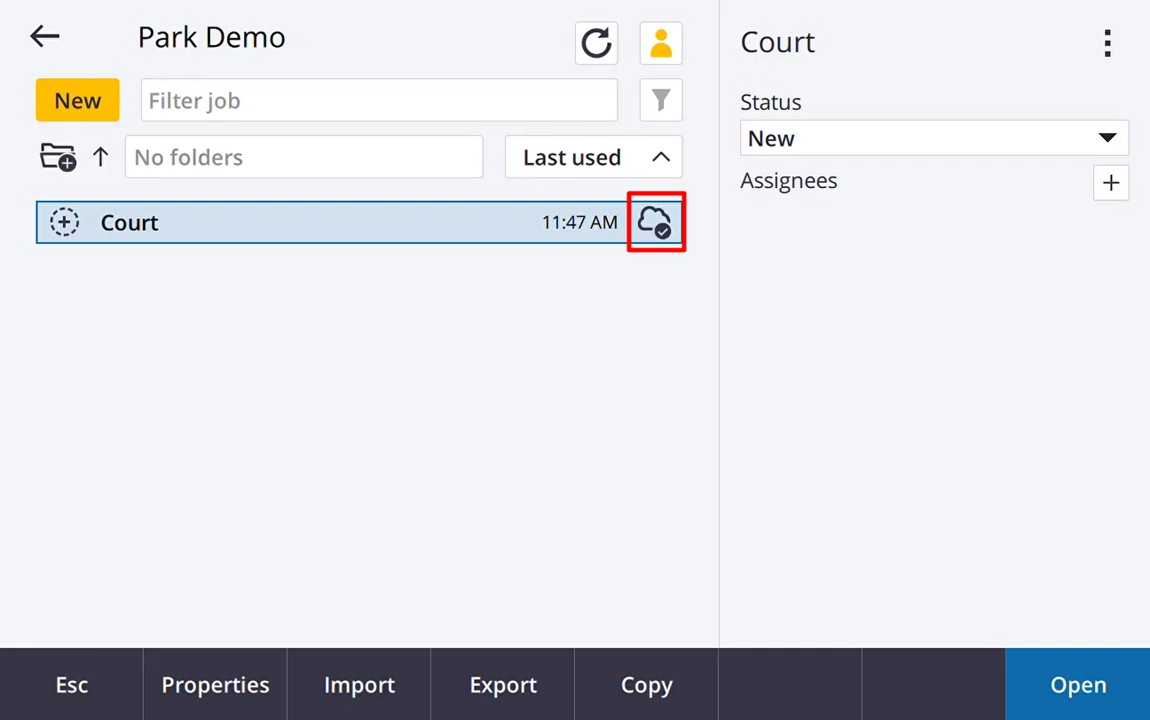 Park Demo
New
Filter job
No folders
Last used
Court
11:47 AM
Court
Status
New
Assignees
Esc
Properties
Import
Export
Copy
Open